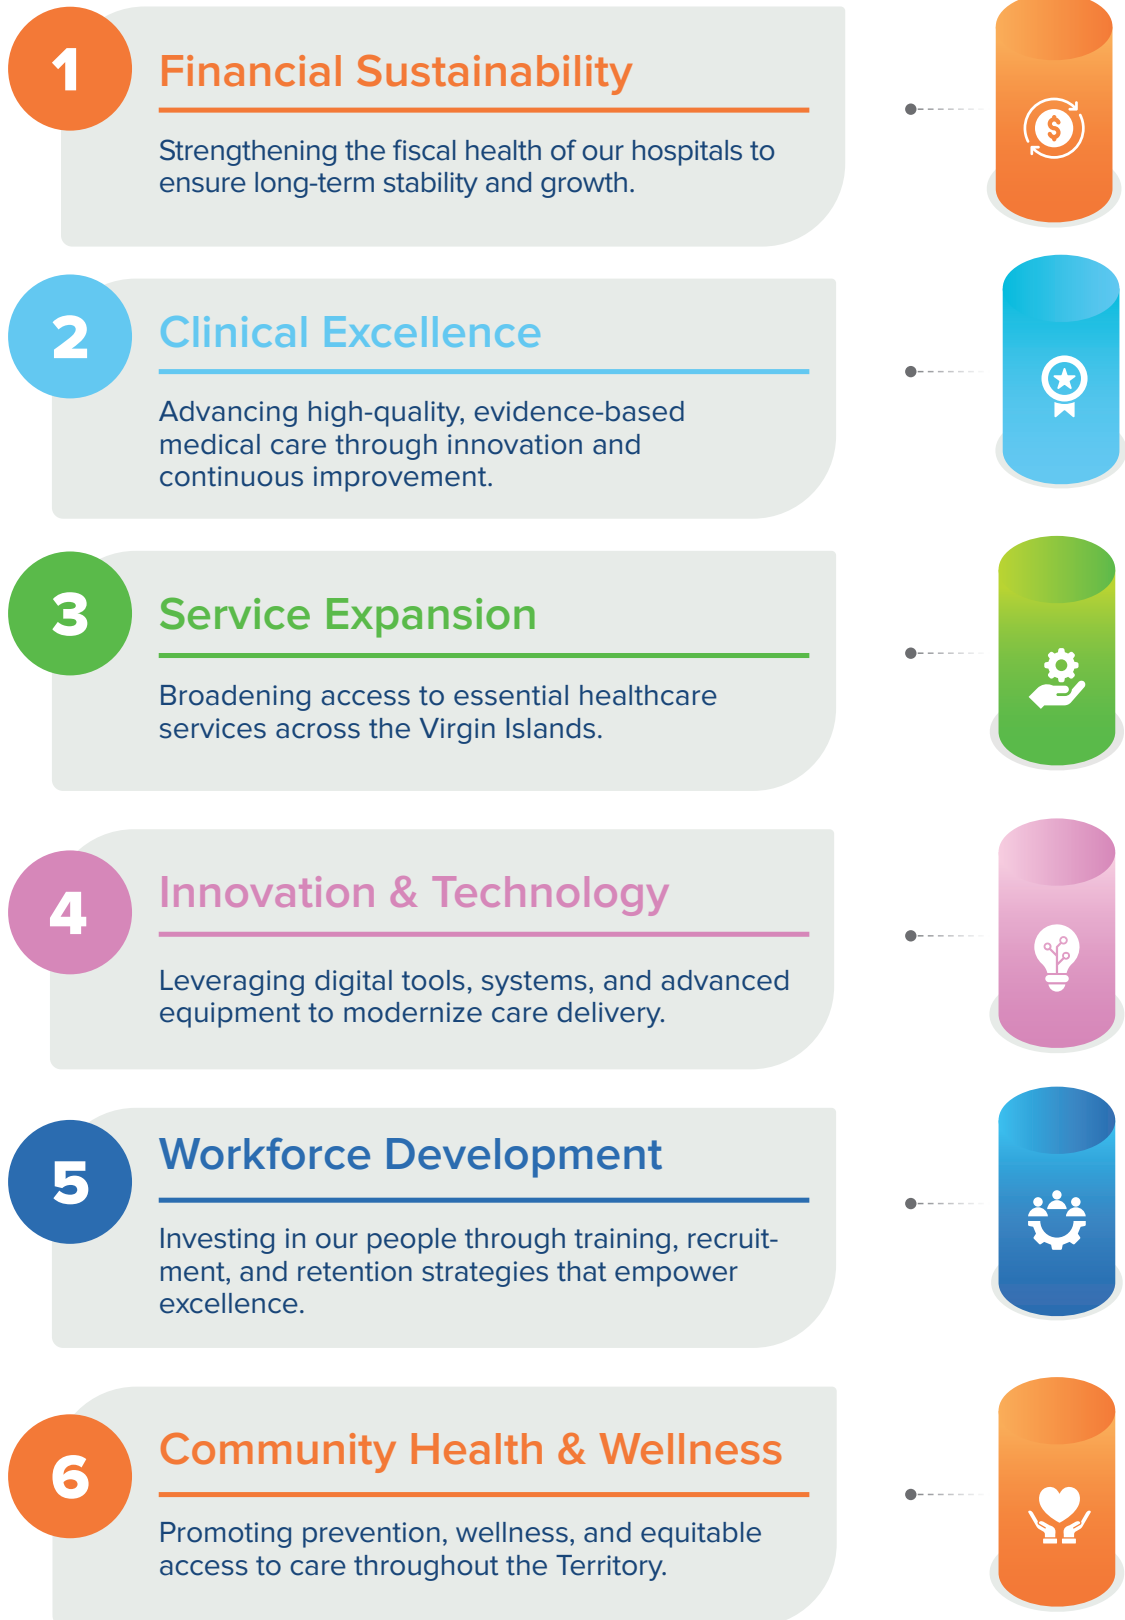 1
Financial Sustainability
Strengthening the fiscal health of our hospitals to
ensure long-term stability and growth.
$
2
Clinical Excellence
Advancing high-quality, evidence-based
medical care through innovation and
continuous improvement.
3
Service Expansion
Broadening access to essential healthcare
services across the Virgin Islands.
4
Innovation & Technology
Leveraging digital tools, systems, and advanced
equipment to modernize care delivery.
5
Workforce Development
Investing in our people through training, recruit-
ment, and retention strategies that empower
excellence.
6
Community Health & Wellness
Promoting prevention, wellness, and equitable
access to care throughout the Territory.